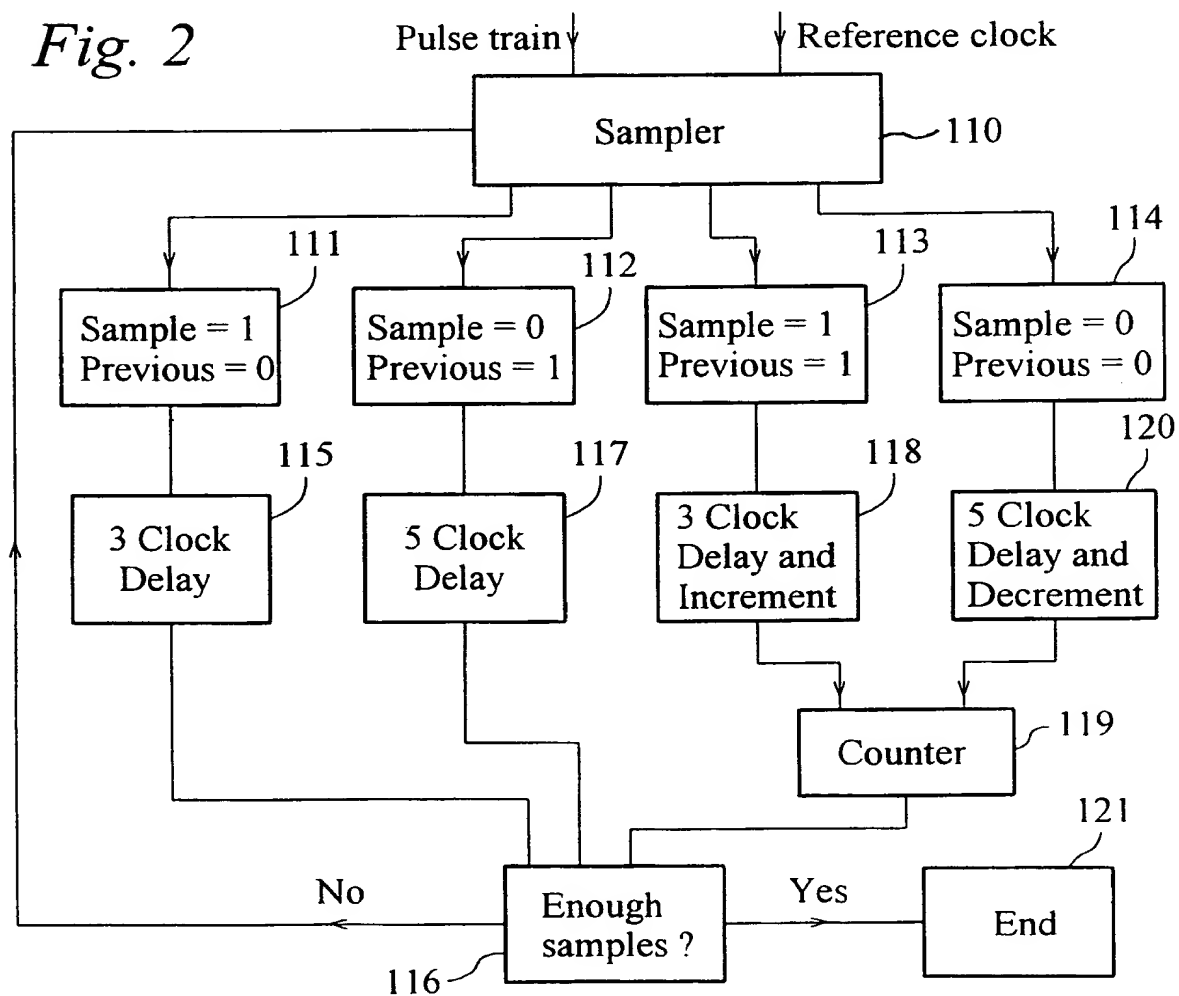 Fig. 2
Pulse train
Reference clock
Sampler
110
111
112
113
114
Sample = 1
Previous = 0
Sample = 0
Previous = 1
Sample = 1
Previous = 1
Sample = 0
Previous = 0
115
117
118
120
3 Clock
Delay
5 Clock
Delay
3 Clock
Delay and
Increment
5 Clock
Delay and
Decrement
Counter
119
121
No
Enough
samples ?
Yes
End
116